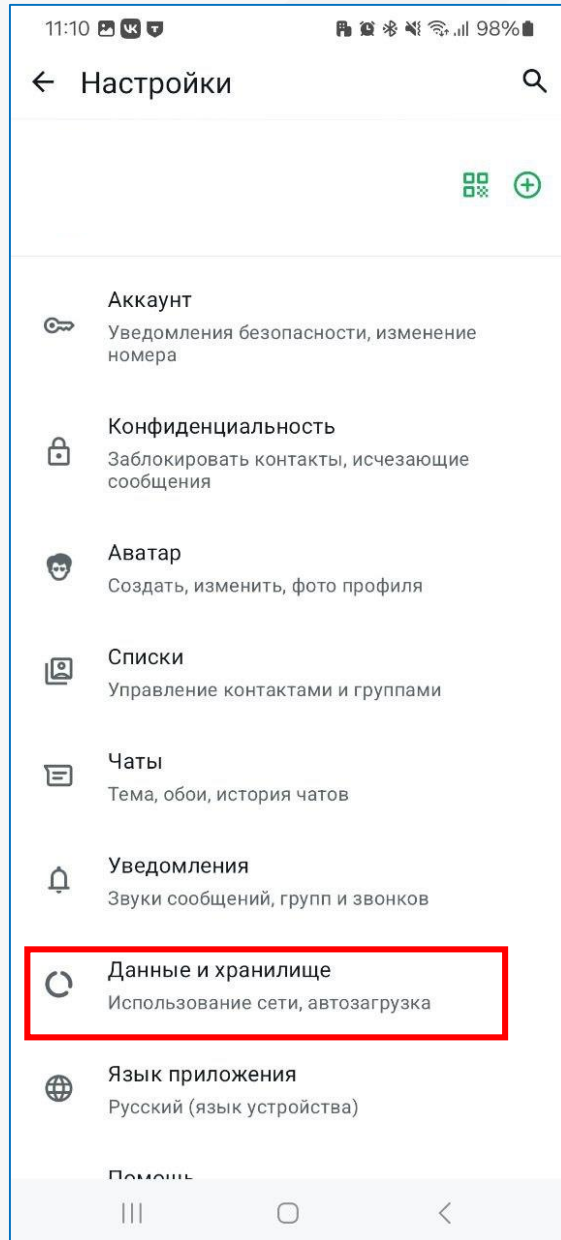 11:10 98%
Настройки
Аккаунт
Уведомления безопасности, изменение
номера
Конфиденциальность
Заблокировать контакты, исчезающие
сообщения
Аватар
Создать, изменить, фото профиля
Списки
Управление контактами и группами
Чаты
Тема, обои, история чатов
Уведомления
Звуки сообщений, групп и звонков
Данные и хранилище
Использование сети, автозагрузка
Язык приложения
Русский (язык устройства)
Помощь